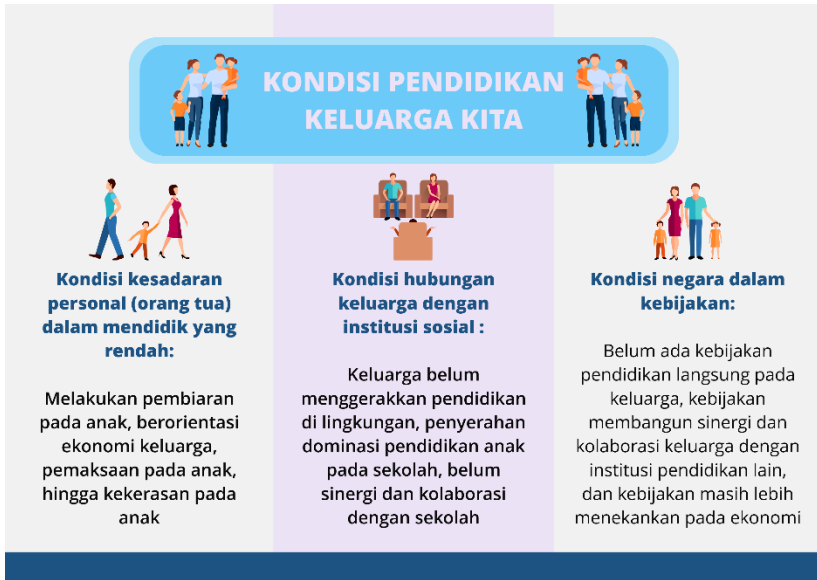 KONDISI PENDIDIKAN
KELUARGA KITA
Kondisi kesadaran
personal (orang tua)
dalam mendidik yang
rendah:
Melakukan pembiaran
pada anak, berorientasi
ekonomi keluarga,
pemaksaan pada anak,
hingga kekerasan pada
anak
Kondisi hubungan
keluarga dengan
institusi sosial :
Keluarga belum
menggerakkan pendidikan
di lingkungan, penyerahan
dominasi pendidikan anak
pada sekolah, belum
sinergi dan kolaborasi
dengan sekolah
Kondisi negara dalam
kebijakan:
Belum ada kebijakan
pendidikan langsung pada
keluarga, kebijakan
membangun sinergi dan
kolaborasi keluarga dengan
institusi pendidikan lain,
dan kebijakan masih lebih
menekankan pada ekonomi